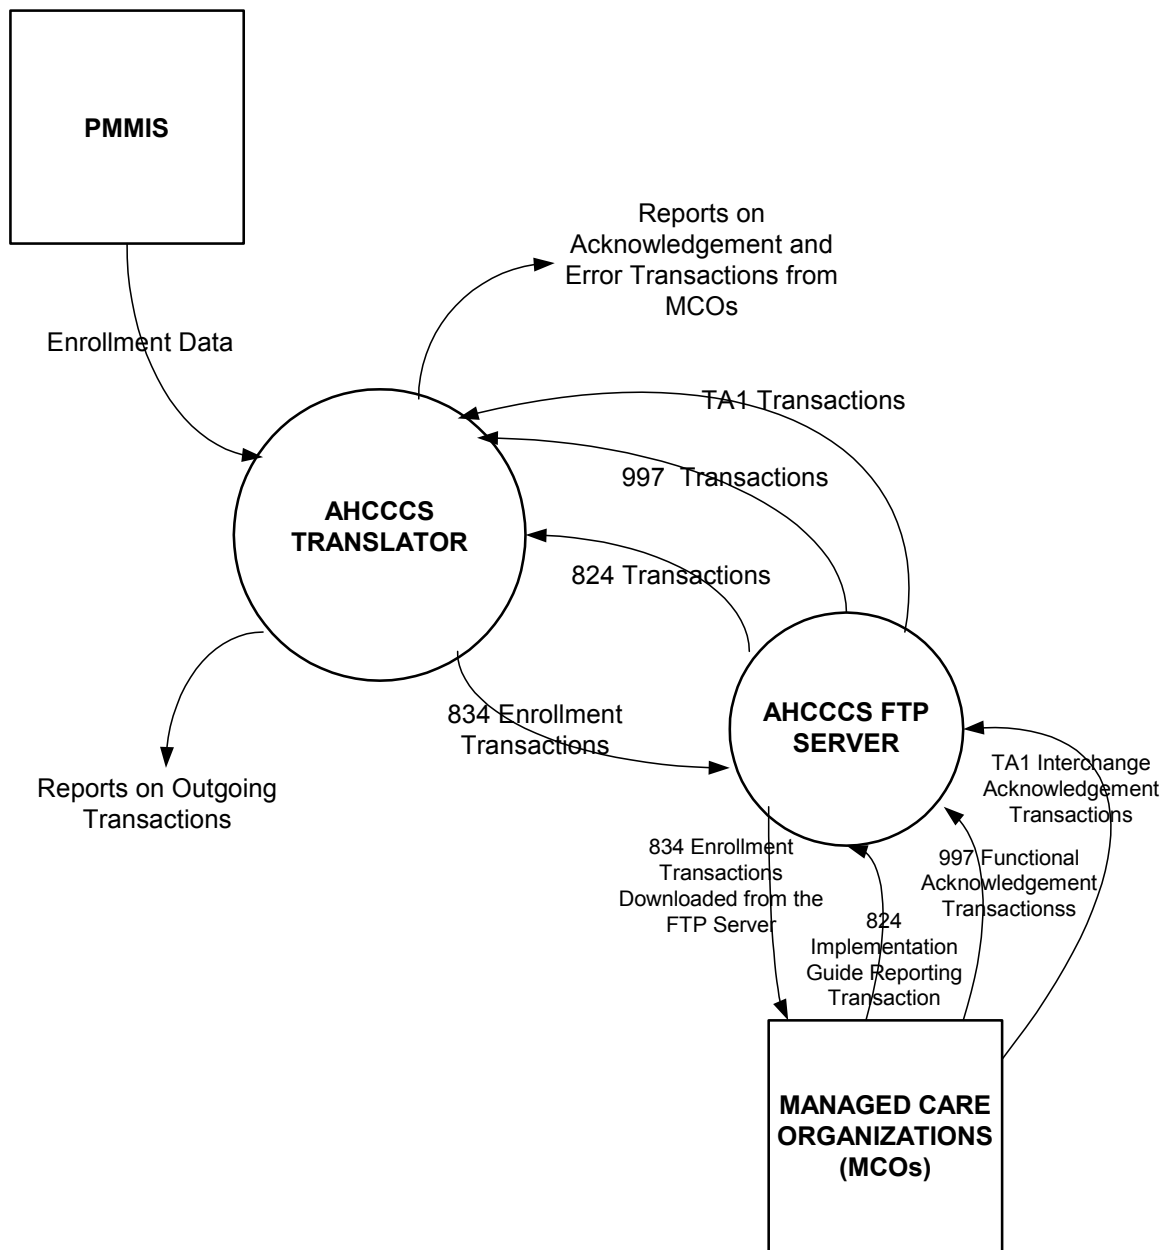 PMMIS
Reports on
Acknowledgement and
Error Transactions from
MCOs
Enrollment Data
TA1 Transactions
997  Transactions
AHCCCS
TRANSLATOR
824 Transactions
834 Enrollment
Transactions
AHCCCS FTP
SERVER
TA1 Interchange
Acknowledgement
Transactions
Reports on Outgoing
Transactions
834 Enrollment
Transactions
Downloaded from the
FTP Server
997 Functional
Acknowledgement
Transactionss
824
Implementation
Guide Reporting
Transaction
MANAGED CARE
ORGANIZATIONS
(MCOs)